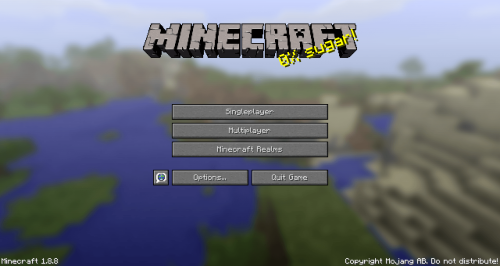 MINECRAFT
0% sugar!
Singleplayer
Multiplayer
Minecraft Realms
Options...
Quit Game
Minecraft 1.8.8
Copyright Mojang AB. Do not distribute!